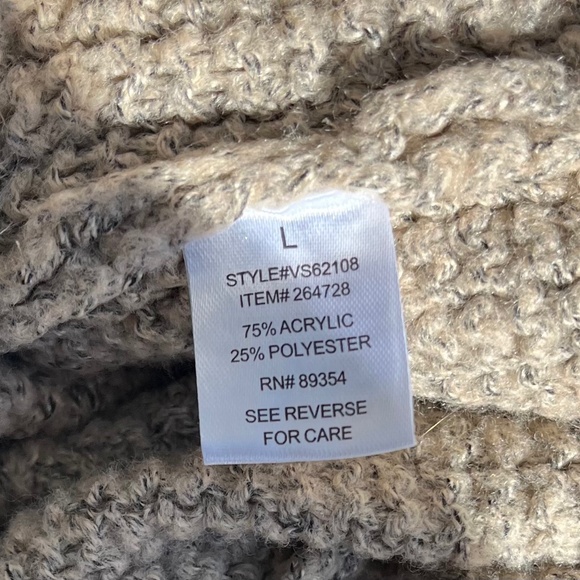 L
STYLE#VS62108
ITEM# 264728
75% ACRYLIC
25% POLYESTER
RN# 89354
SEE REVERSE
FOR CARE